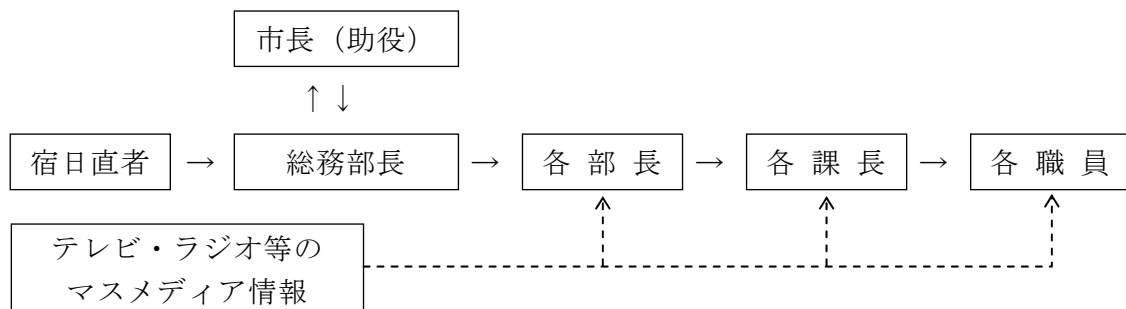 市長（助役）
↑ ↓
宿日直者 → 総務部長 → 各 部 長 → 各 課 長 → 各 職 員
テレビ・ラジオ等の
マスメディア情報